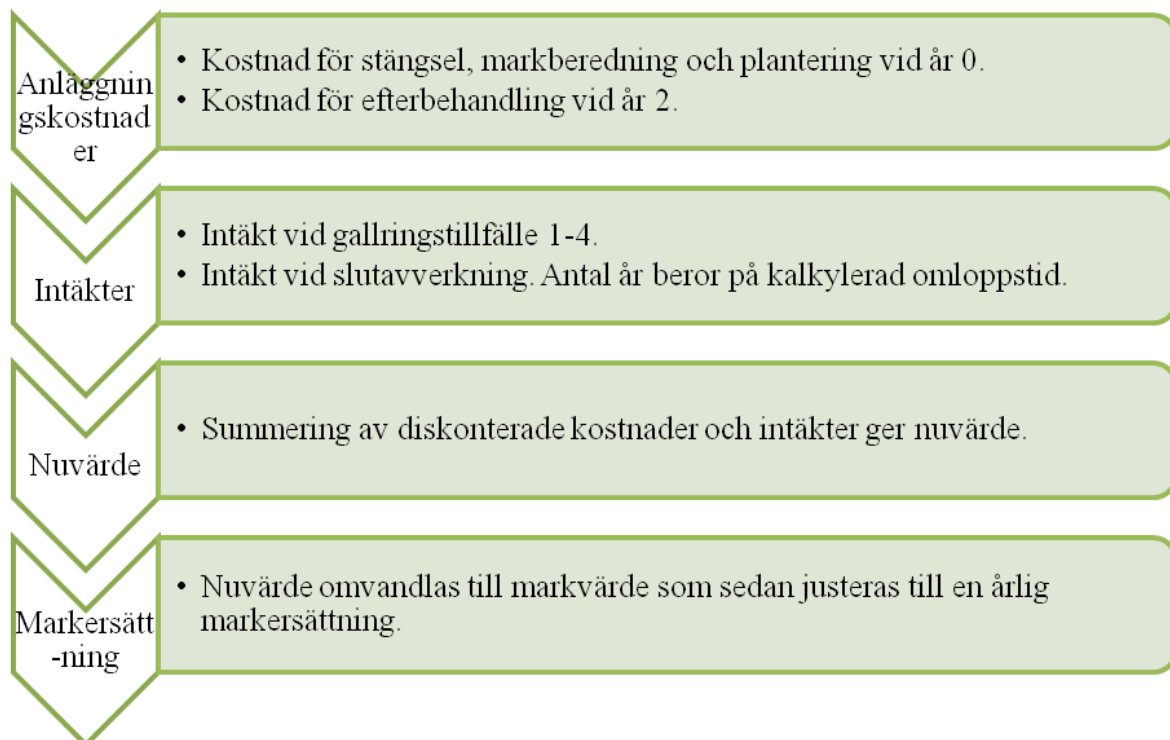 Anläggnin
gskostnad
er
• Kostnad för stängsel, markberedning och plantering vid år 0.
• Kostnad för efterbehandling vid år 2.
Intäkter
• Intäkt vid gallringstillfälle 1-4.
• Intäkt vid slutavverkning. Antal år beror på kalkylerad omloppstid.
Nuvärde
• Summering av diskonterade kostnader och intäkter ger nuvärde.
Markersätt
-ning
• Nuvärde omvandlas till markvärde som sedan justeras till en årlig
markersättning.